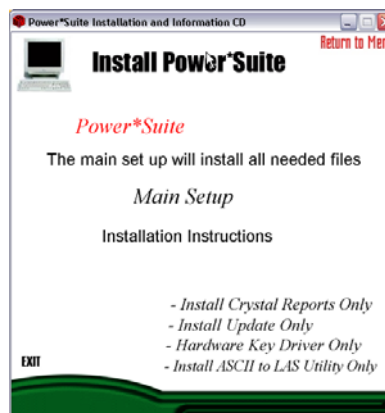 Power*Suite Installation and Information CD
Return to Men
Install Power*Suite
Power*Suite
The main set up will install all needed files
Main Setup
Installation Instructions
- Install Crystal Reports Only
- Install Update Only
- Hardware Key Driver Only
- Install ASCII to LAS Utility Only
EXIT